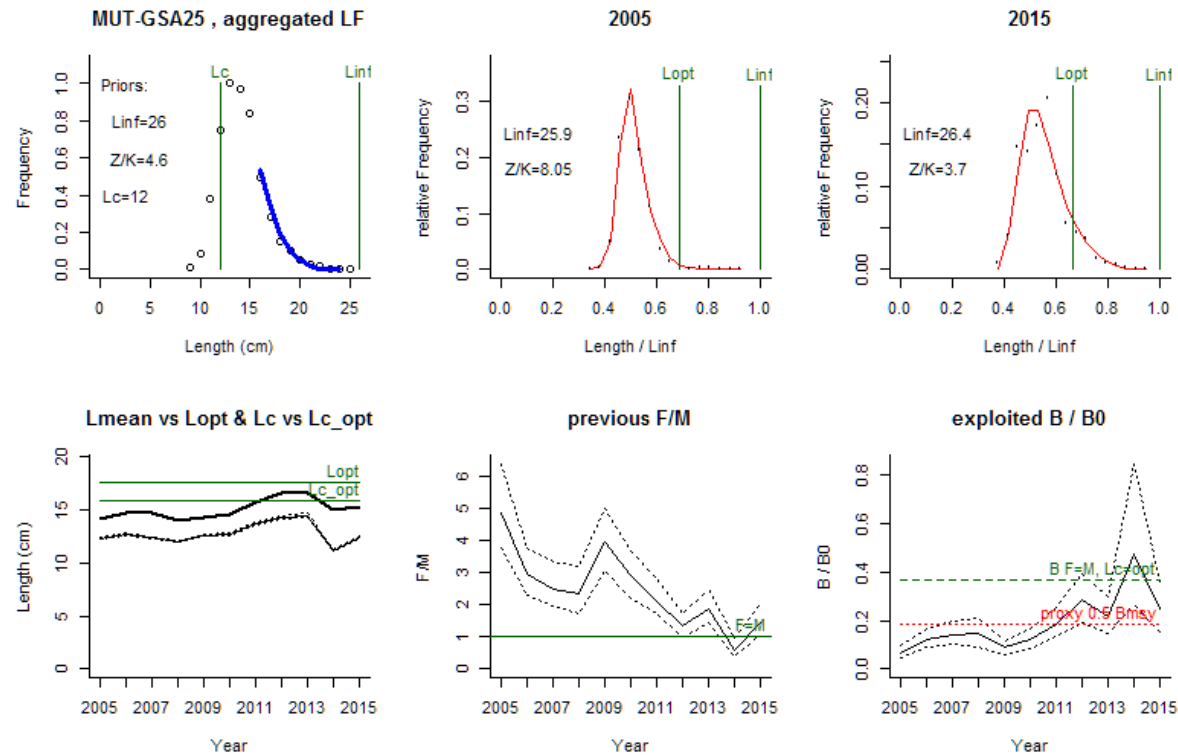 MUT-GSA25 , aggregated LF
Frequency
0.0 0.2 0.4 0.6 0.8 1.0
Priors:
Linf=26
Z/K=4.6
Lc=12
Lc
Linf
0 5 10 15 20 25
Length (cm)
2005
relative Frequency
0.0 0.1 0.2 0.3
Linf=25.9
Z/K=8.05
Lopt
Linf
0.0 0.2 0.4 0.6 0.8 1.0
Length / Linf
2015
relative Frequency
0.00 0.10 0.20
Linf=26.4
Z/K=3.7
Lopt
Linf
0.0 0.2 0.4 0.6 0.8 1.0
Length / Linf
Lmean vs Lopt & Lc vs Lc_opt
Length (cm)
0 5 10 15 20
Lopt
Lc_opt
2005 2007 2009 2011 2013 2015
Year
previous F/M
F/M
0 1 2 3 4 5 6
F=M
2005 2007 2009 2011 2013 2015
Year
exploited B / B0
B / B0
0.0 0.2 0.4 0.6 0.8
B F=M, Lc=opt
proxy 0.5 Bmsy
2005 2007 2009 2011 2013 2015
Year